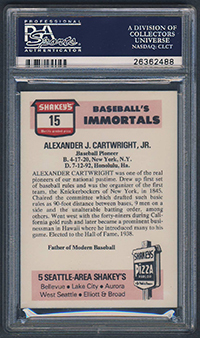 PROFESSIONAL
PSA
Sports
AUTHENTICATOR
A DIVISION OF
COLLECTORS
UNIVERSE
NASDAQ: CLCT
26362488
SHAKEY'S
15
BASEBALL'S
IMMORTALS
ALEXANDER J. CARTWRIGHT, JR.
Baseball Pioneer
B. 4-17-20, New York, N.Y.
D. 7-12-92, Honolulu, Ha.
ALEXANDER CARTWRIGHT was one of the real
pioneers of our national pastime. Drew up first set
of baseball rules and was the organizer of the first
team, the Knickerbockers of New York, in 1845.
Chaired the committee which drafted such basic
rules as 90-foot distance between bases, 9 men on
a side and the unalterable batting order, among
others. Went west with the forty-niners during Cal-
ifornia gold rush and later became a prominent busi-
nessman in Hawaii where he introduced many to his
game. Elected to the Hall of Fame, 1938.
Father of Modern Baseball
SHAKEY'S
PIZZA
PARLOR
5 SEATTLE-AREA SHAKEY'S
Bellevue • Lake City • Aurora
West Seattle • Elliott & Broad